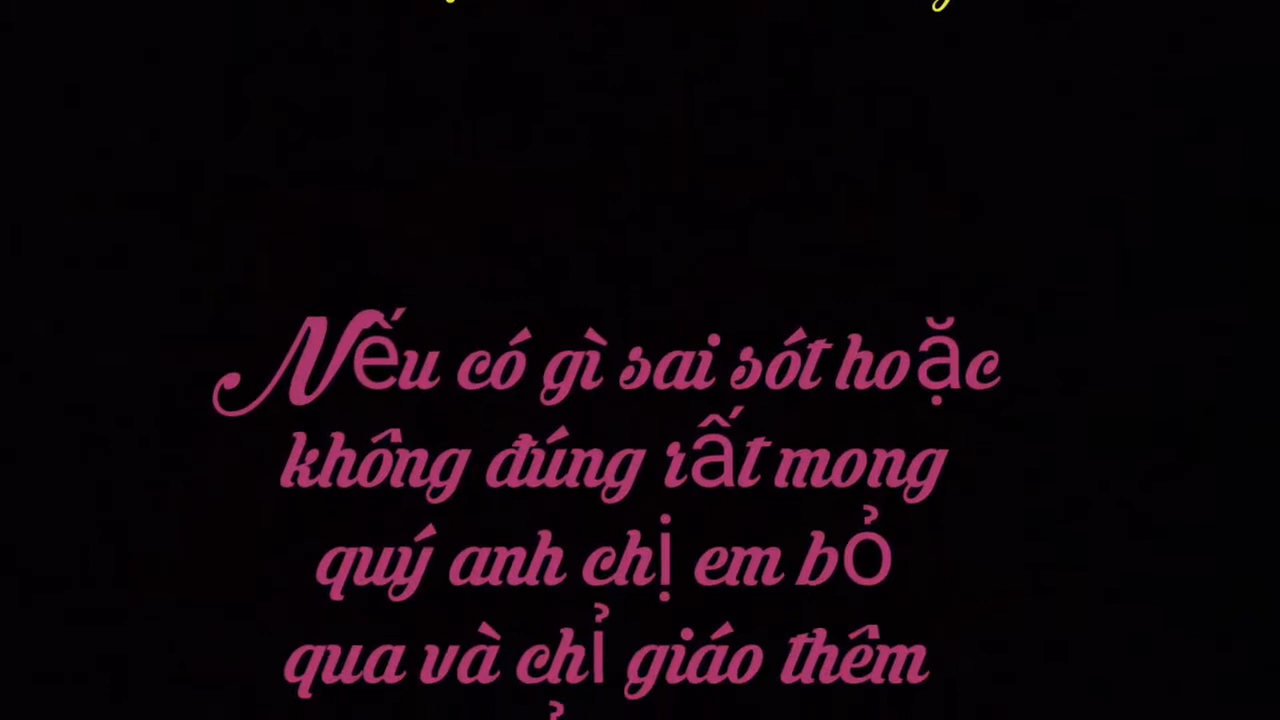 Nếu có gì sai sót hoặc
không đúng rất mong
quý anh chị em bỏ
qua và chỉ giáo thêm